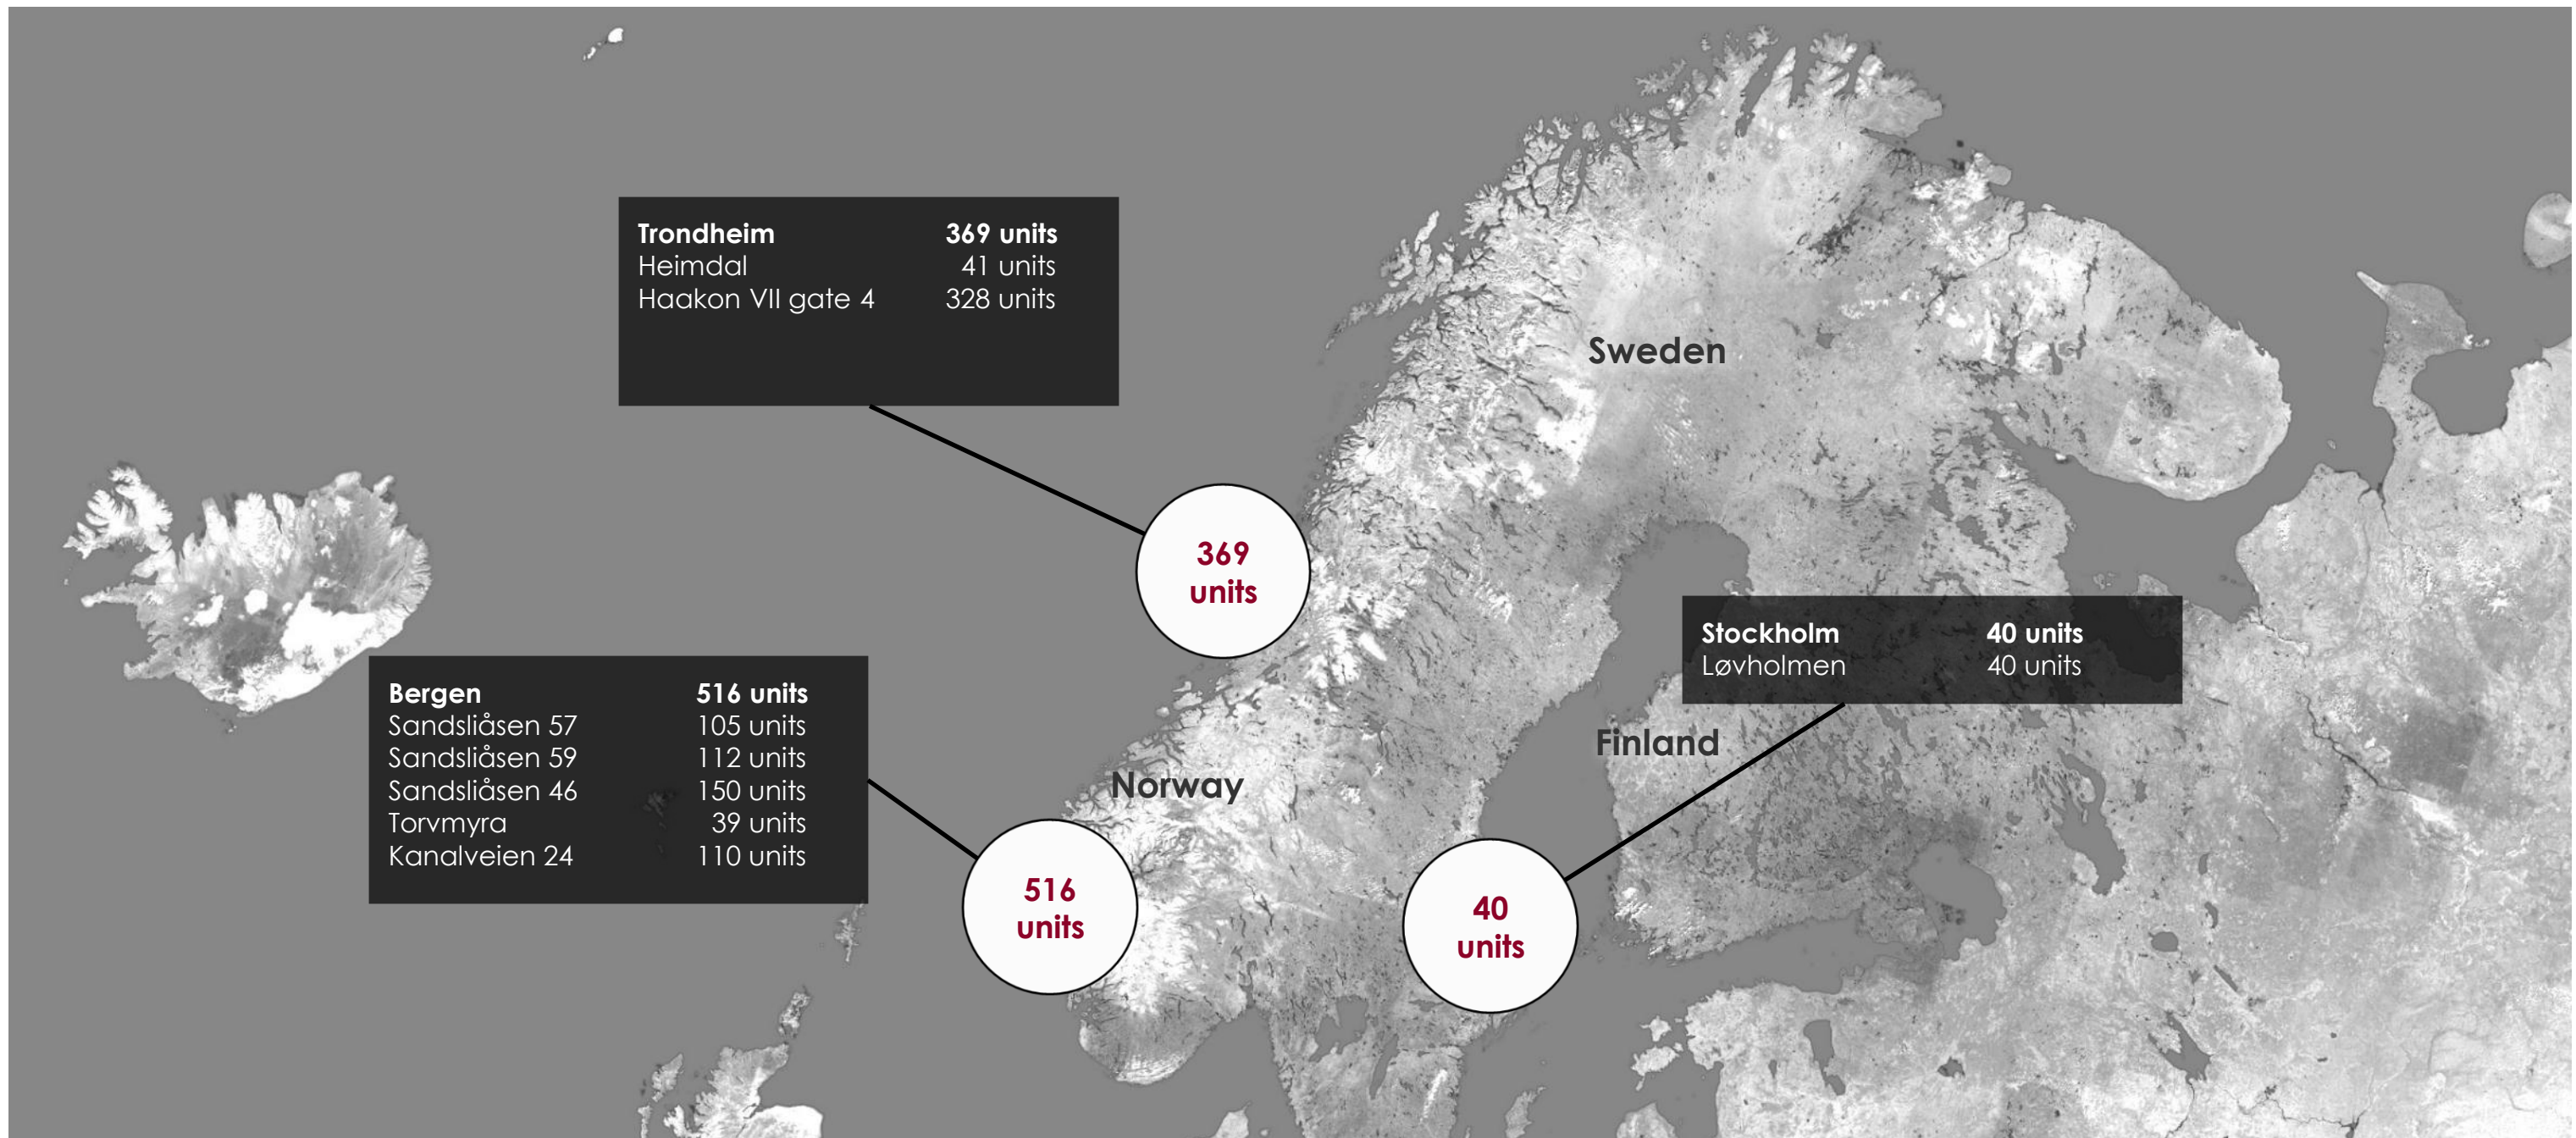 Trondheim 369 units
Heimdal 41 units
Haakon VII gate 4 328 units
Sweden
369
units
Stockholm 40 units
Løvholmen 40 units
Bergen 516 units
Sandsliåsen 57 105 units
Sandsliåsen 59 112 units
Sandsliåsen 46 150 units
Torvmyra 39 units
Kanalveien 24 110 units
Finland
Norway
516
units
40
units